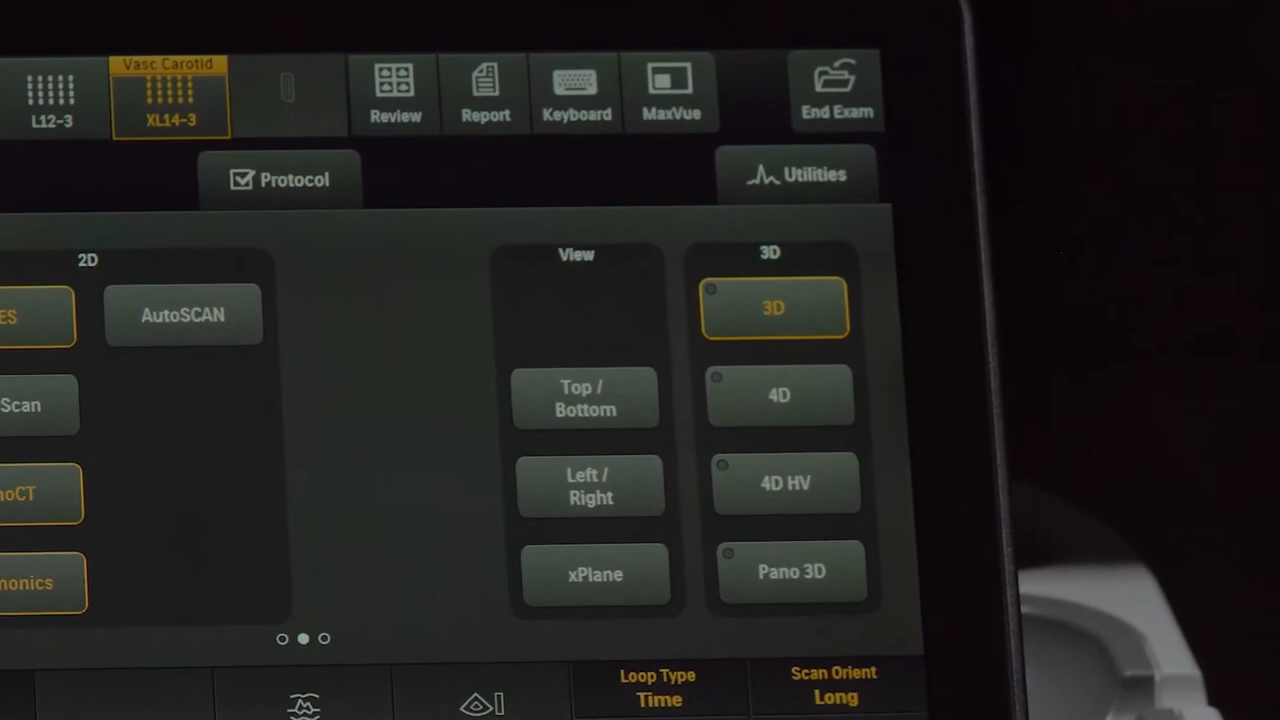 Vasc Carotid
L12-3
XL14-3
Review
Report
Keyboard
MaxVue
End Exam
Protocol
Utilities
2D
View
3D
ES
AutoSCAN
3D
Scan
Top /
Bottom
4D
noCT
Left /
Right
4D HV
monics
xPlane
Pano 3D
Loop Type
Time
Scan Orient
Long